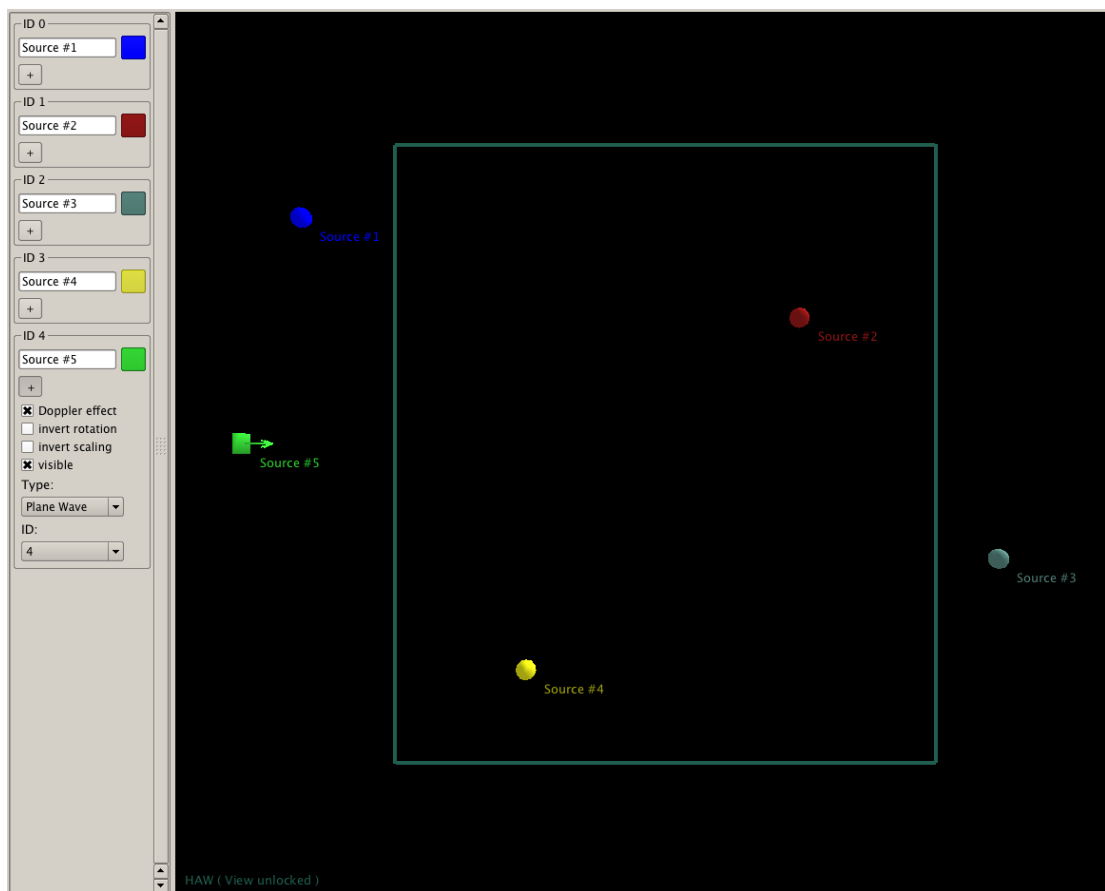 ID 0
Source #1
+
ID 1
Source #2
+
ID 2
Source #3
+
ID 3
Source #4
+
ID 4
Source #5
+
Doppler effect
invert rotation
invert scaling
visible
Type:
Plane Wave
ID:
4
Source #1
Source #2
Source #5
Source #3
Source #4
HAW ( View unlocked )